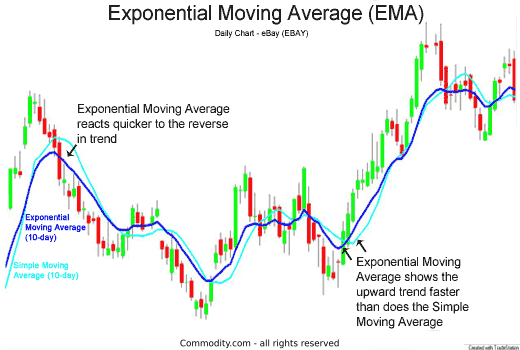 Exponential Moving Average (EMA)
Daily Chart - eBay (EBAY)
Exponential Moving Average
reacts quicker to the reverse
in trend
Exponential
Moving Average
(10-day)
Simple Moving
Average (10-day)
Exponential Moving
Average shows the
upward trend faster
than does the Simple
Moving Average
Commodity.com - all rights reserved
Created with TradeStation